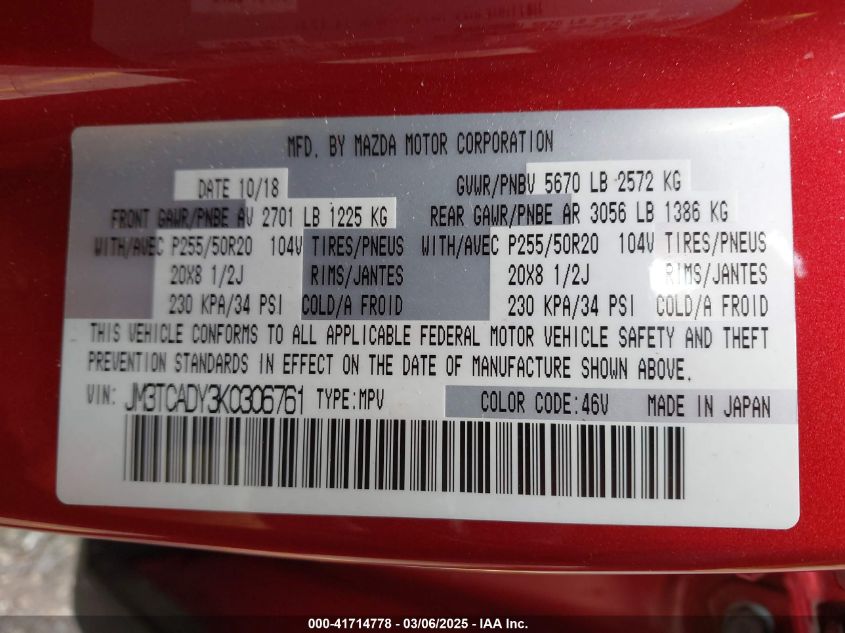 MFD. BY MAZDA MOTOR CORPORATION
DATE 10/18 GVWR/PNBV 5670 LB 2572 KG
FRONT GAWR/PNBE AV 2701 LB 1225 KG REAR GAWR/PNBE AR 3056 LB 1386 KG
WITH/AVEC P255/50R20 104V TIRES/PNEUS WITH/AVEC P255/50R20 104V TIRES/PNEUS
20X8 1/2J RIMS/JANTES 20X8 1/2J RIMS/JANTES
230 KPA/34 PSI COLD/A FROID 230 KPA/34 PSI COLD/A FROID
THIS VEHICLE CONFORMS TO ALL APPLICABLE FEDERAL MOTOR VEHICLE SAFETY AND THEFT
PREVENTION STANDARDS IN EFFECT ON THE DATE OF MANUFACTURE SHOWN ABOVE.
VIN: JM3TCADY3K0306761 TYPE:MPV COLOR CODE:46V MADE IN JAPAN
000-41714778 - 03/06/2025 - IAA Inc.